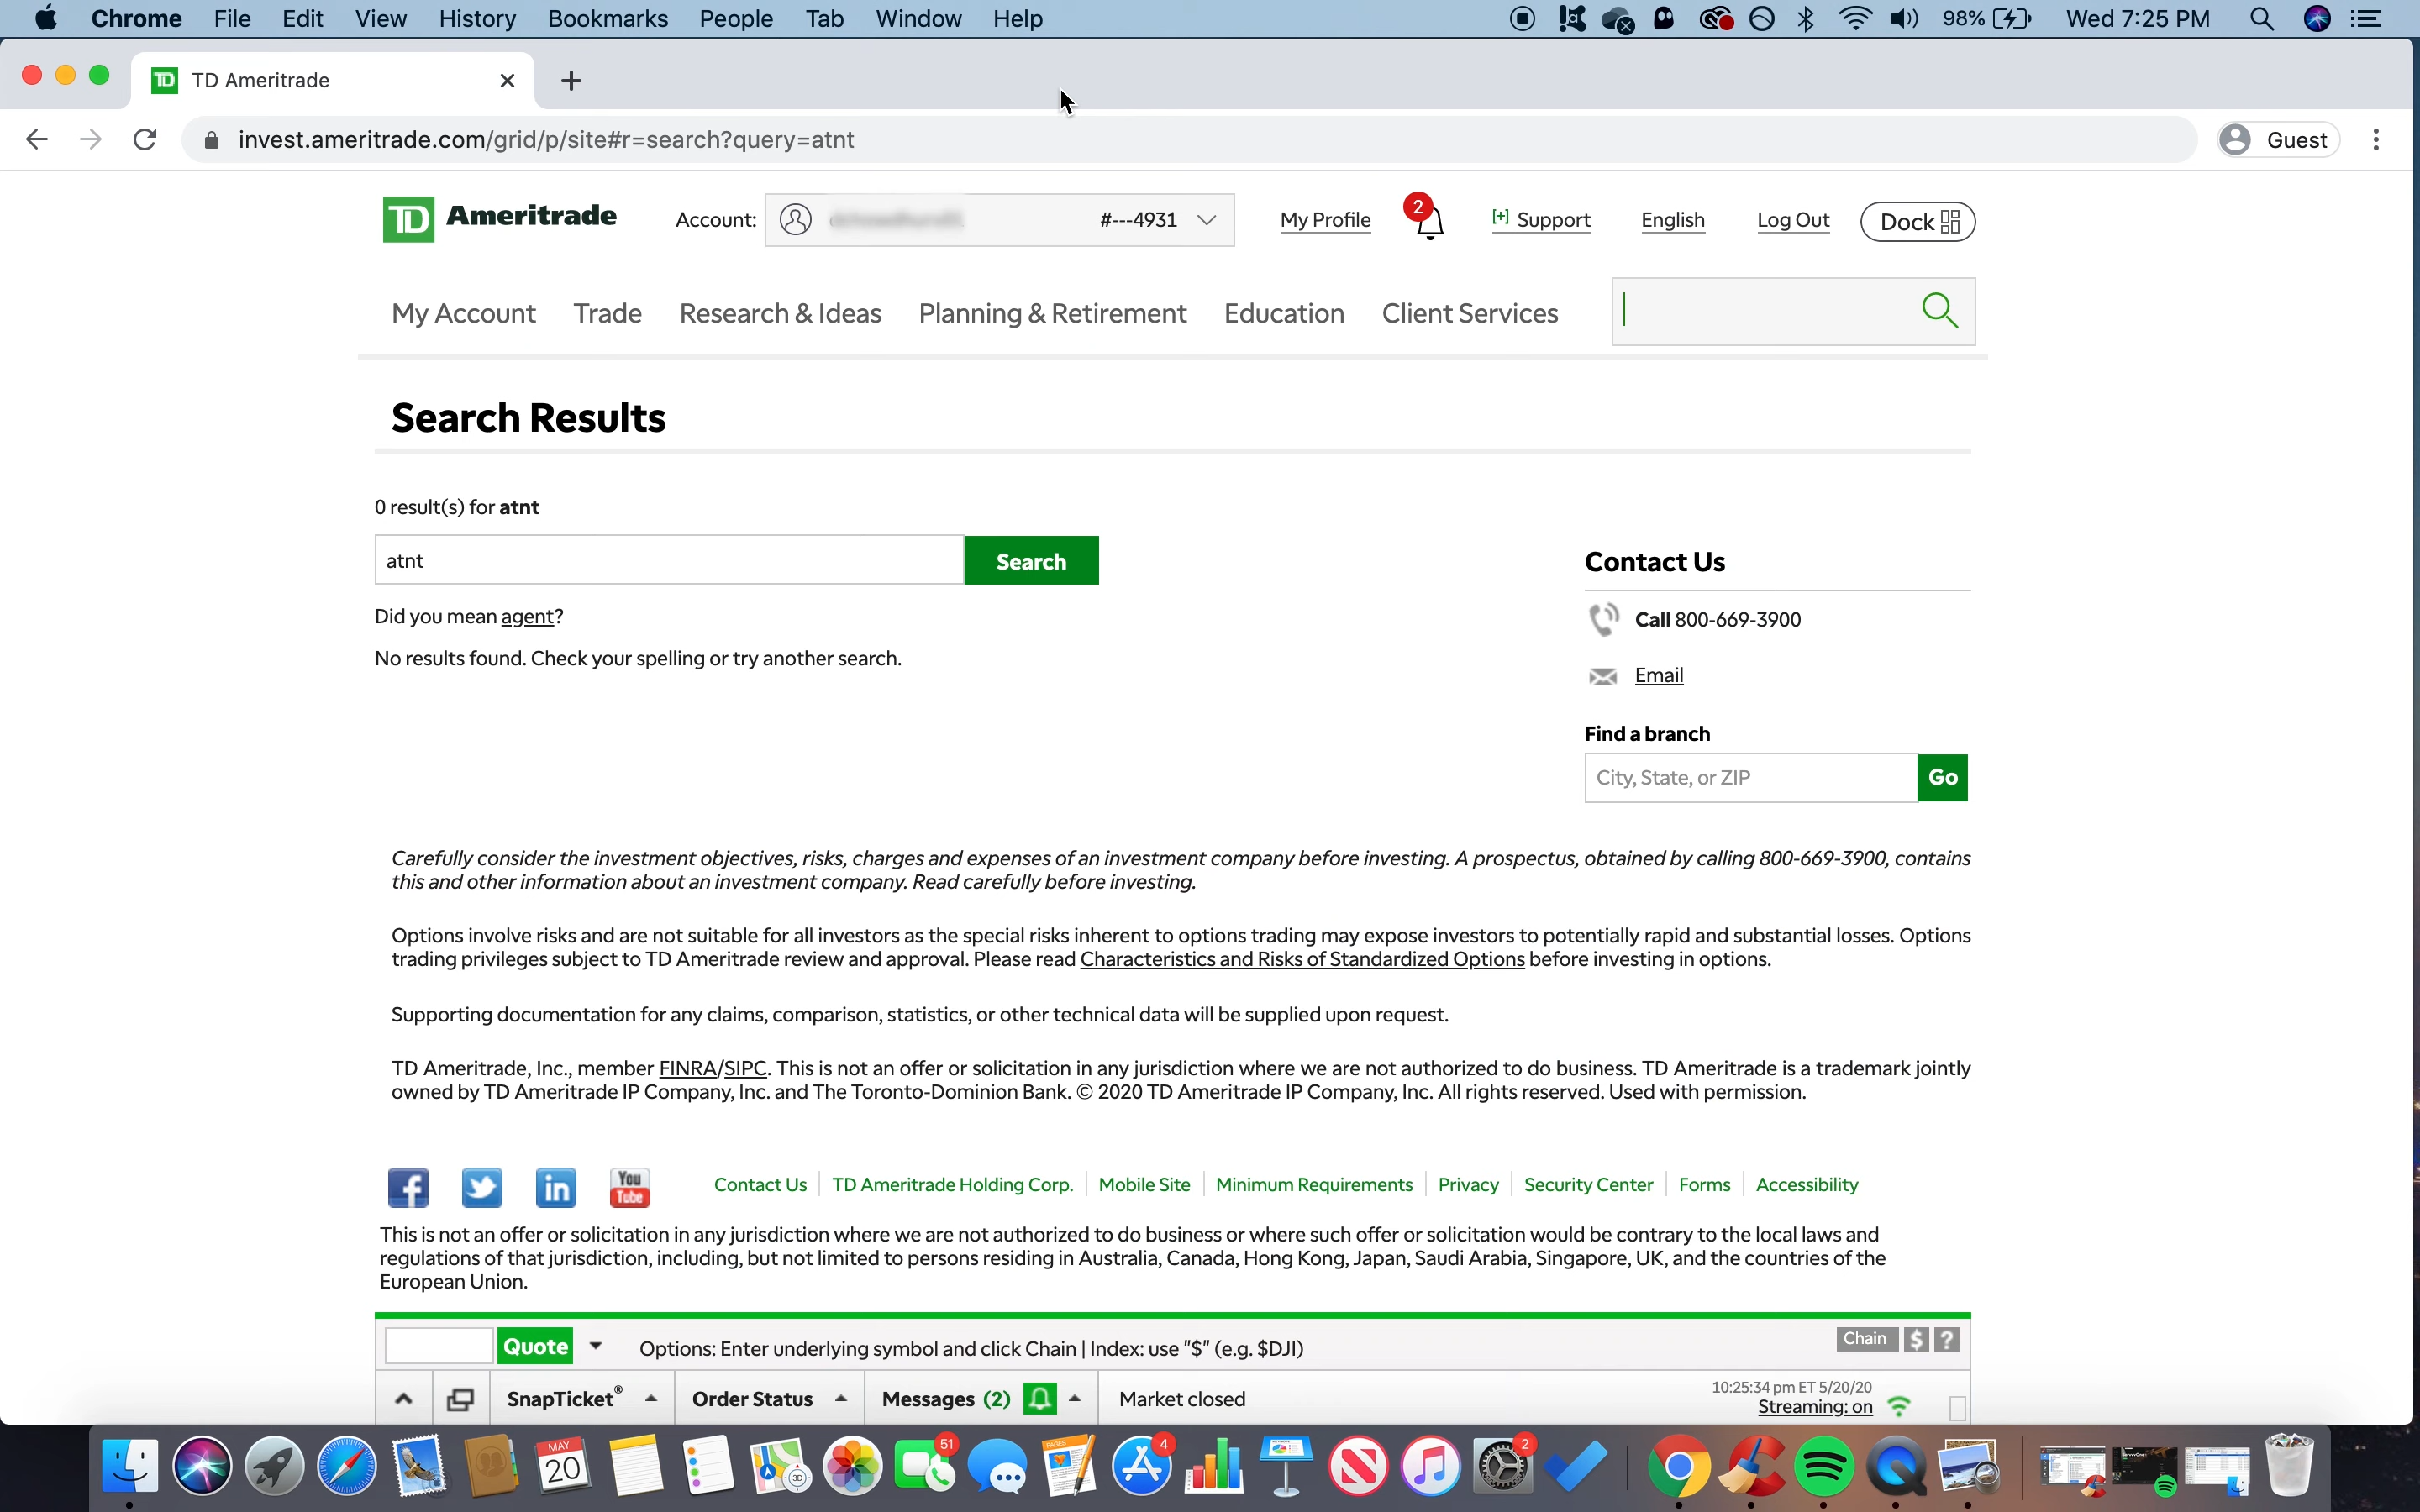 Chrome File Edit View History Bookmarks People Tab Window Help 98% Wed 7:25 PM
TD Ameritrade
invest.ameritrade.com/grid/p/site#r=search?query=atnt Guest
TD Ameritrade Account: #---4931 My Profile 2 [+] Support English Log Out Dock
My Account Trade Research & Ideas Planning & Retirement Education Client Services
Search Results
0 result(s) for atnt
atnt Search
Did you mean agent?
No results found. Check your spelling or try another search.
Contact Us
Call 800-669-3900
Email
Find a branch
City, State, or ZIP Go
Carefully consider the investment objectives, risks, charges and expenses of an investment company before investing. A prospectus, obtained by calling 800-669-3900, contains
this and other information about an investment company. Read carefully before investing.
Options involve risks and are not suitable for all investors as the special risks inherent to options trading may expose investors to potentially rapid and substantial losses. Options
trading privileges subject to TD Ameritrade review and approval. Please read Characteristics and Risks of Standardized Options before investing in options.
Supporting documentation for any claims, comparison, statistics, or other technical data will be supplied upon request.
TD Ameritrade, Inc., member FINRA/SIPC. This is not an offer or solicitation in any jurisdiction where we are not authorized to do business. TD Ameritrade is a trademark jointly
owned by TD Ameritrade IP Company, Inc. and The Toronto-Dominion Bank. © 2020 TD Ameritrade IP Company, Inc. All rights reserved. Used with permission.
f in You Tube Contact Us TD Ameritrade Holding Corp. Mobile Site Minimum Requirements Privacy Security Center Forms Accessibility
This is not an offer or solicitation in any jurisdiction where we are not authorized to do business or where such offer or solicitation would be contrary to the local laws and
regulations of that jurisdiction, including, but not limited to persons residing in Australia, Canada, Hong Kong, Japan, Saudi Arabia, Singapore, UK, and the countries of the
European Union.
Quote Options: Enter underlying symbol and click Chain | Index: use "$" (e.g. $DJI) Chain $ ?
SnapTicket® Order Status Messages (2) Market closed
10:25:34 pm ET 5/20/20
Streaming: on
MAY
20
3D
51
PAGES
4
2